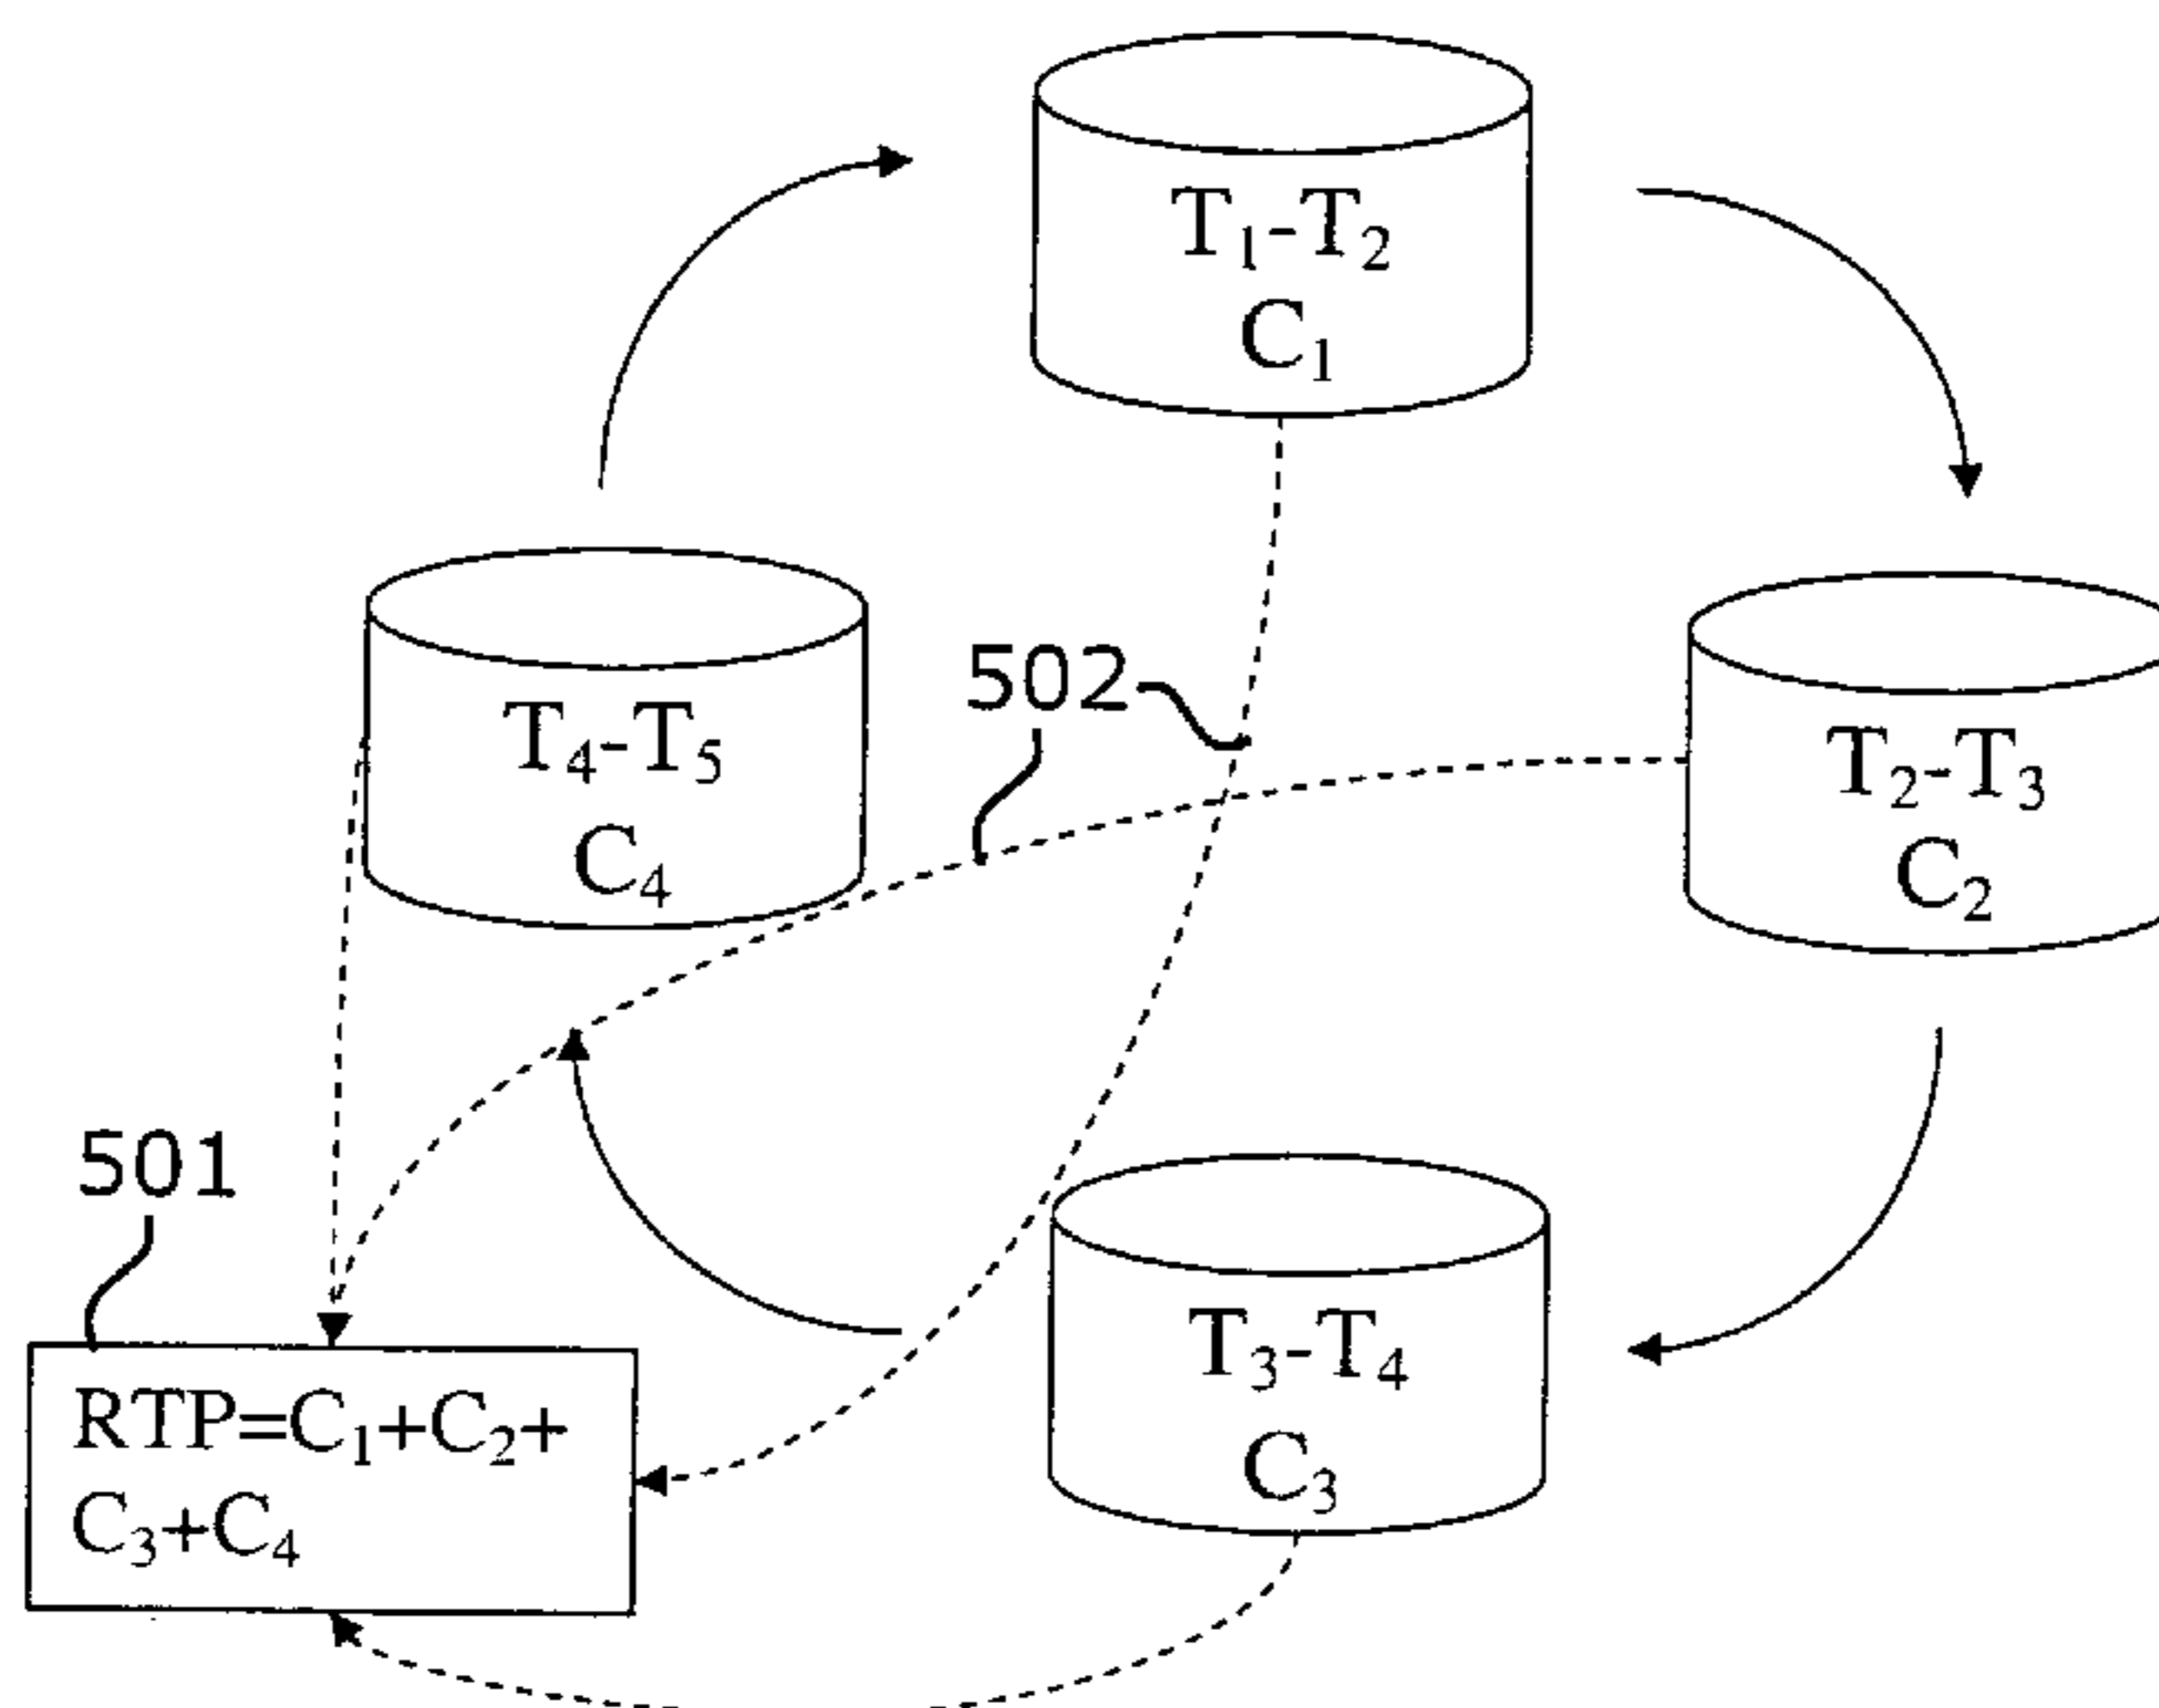 T₁-T₂
C₁
T₄-T₅
C₄
502
T₂-T₃
C₂
501
T₃-T₄
C₃
RTP=C₁+C₂+
C₃+C₄